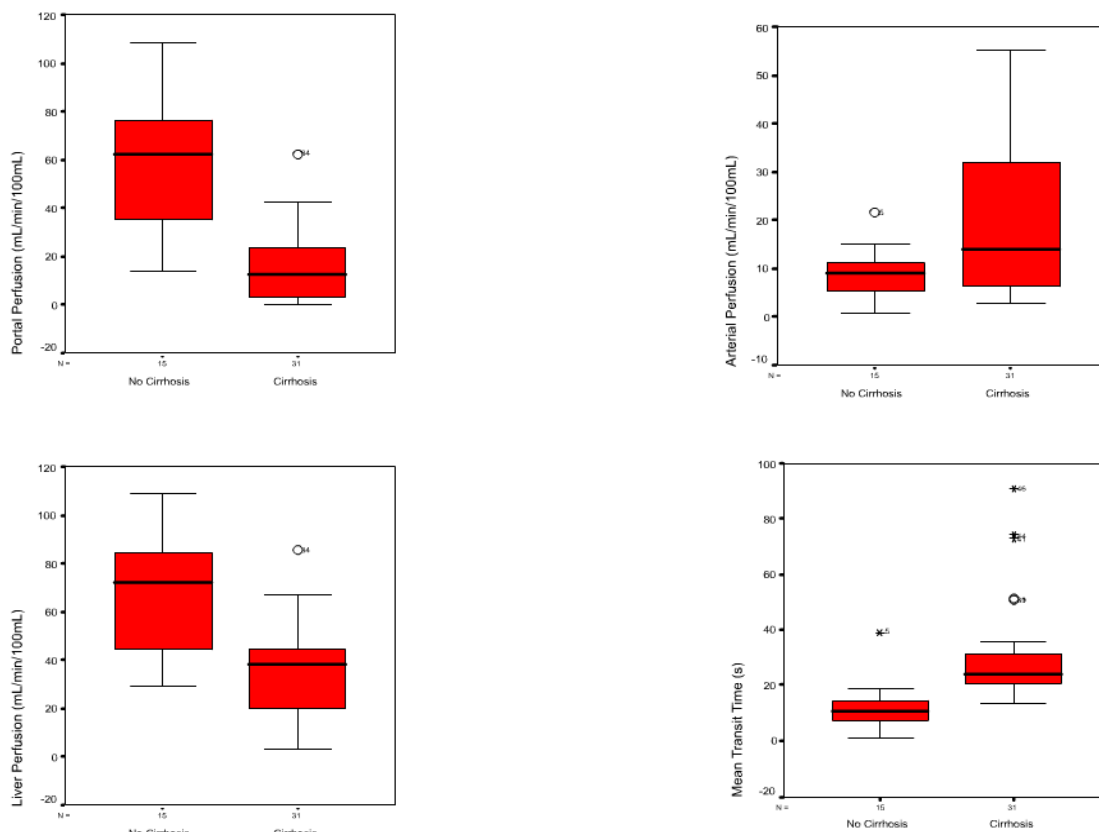 Portal Perfusion (mL/min/100mL)
120
100
80
60
40
20
0
-20
N =
15
31
No Cirrhosis
Cirrhosis
Arterial Perfusion (mL/min/100mL)
60
50
40
30
20
10
0
-10
N =
15
31
No Cirrhosis
Cirrhosis
Liver Perfusion (mL/min/100mL)
120
100
80
60
40
20
0
-20
N =
15
31
No Cirrhosis
Cirrhosis
Mean Transit Time (s)
100
80
60
40
20
0
-20
N =
15
31
No Cirrhosis
Cirrhosis